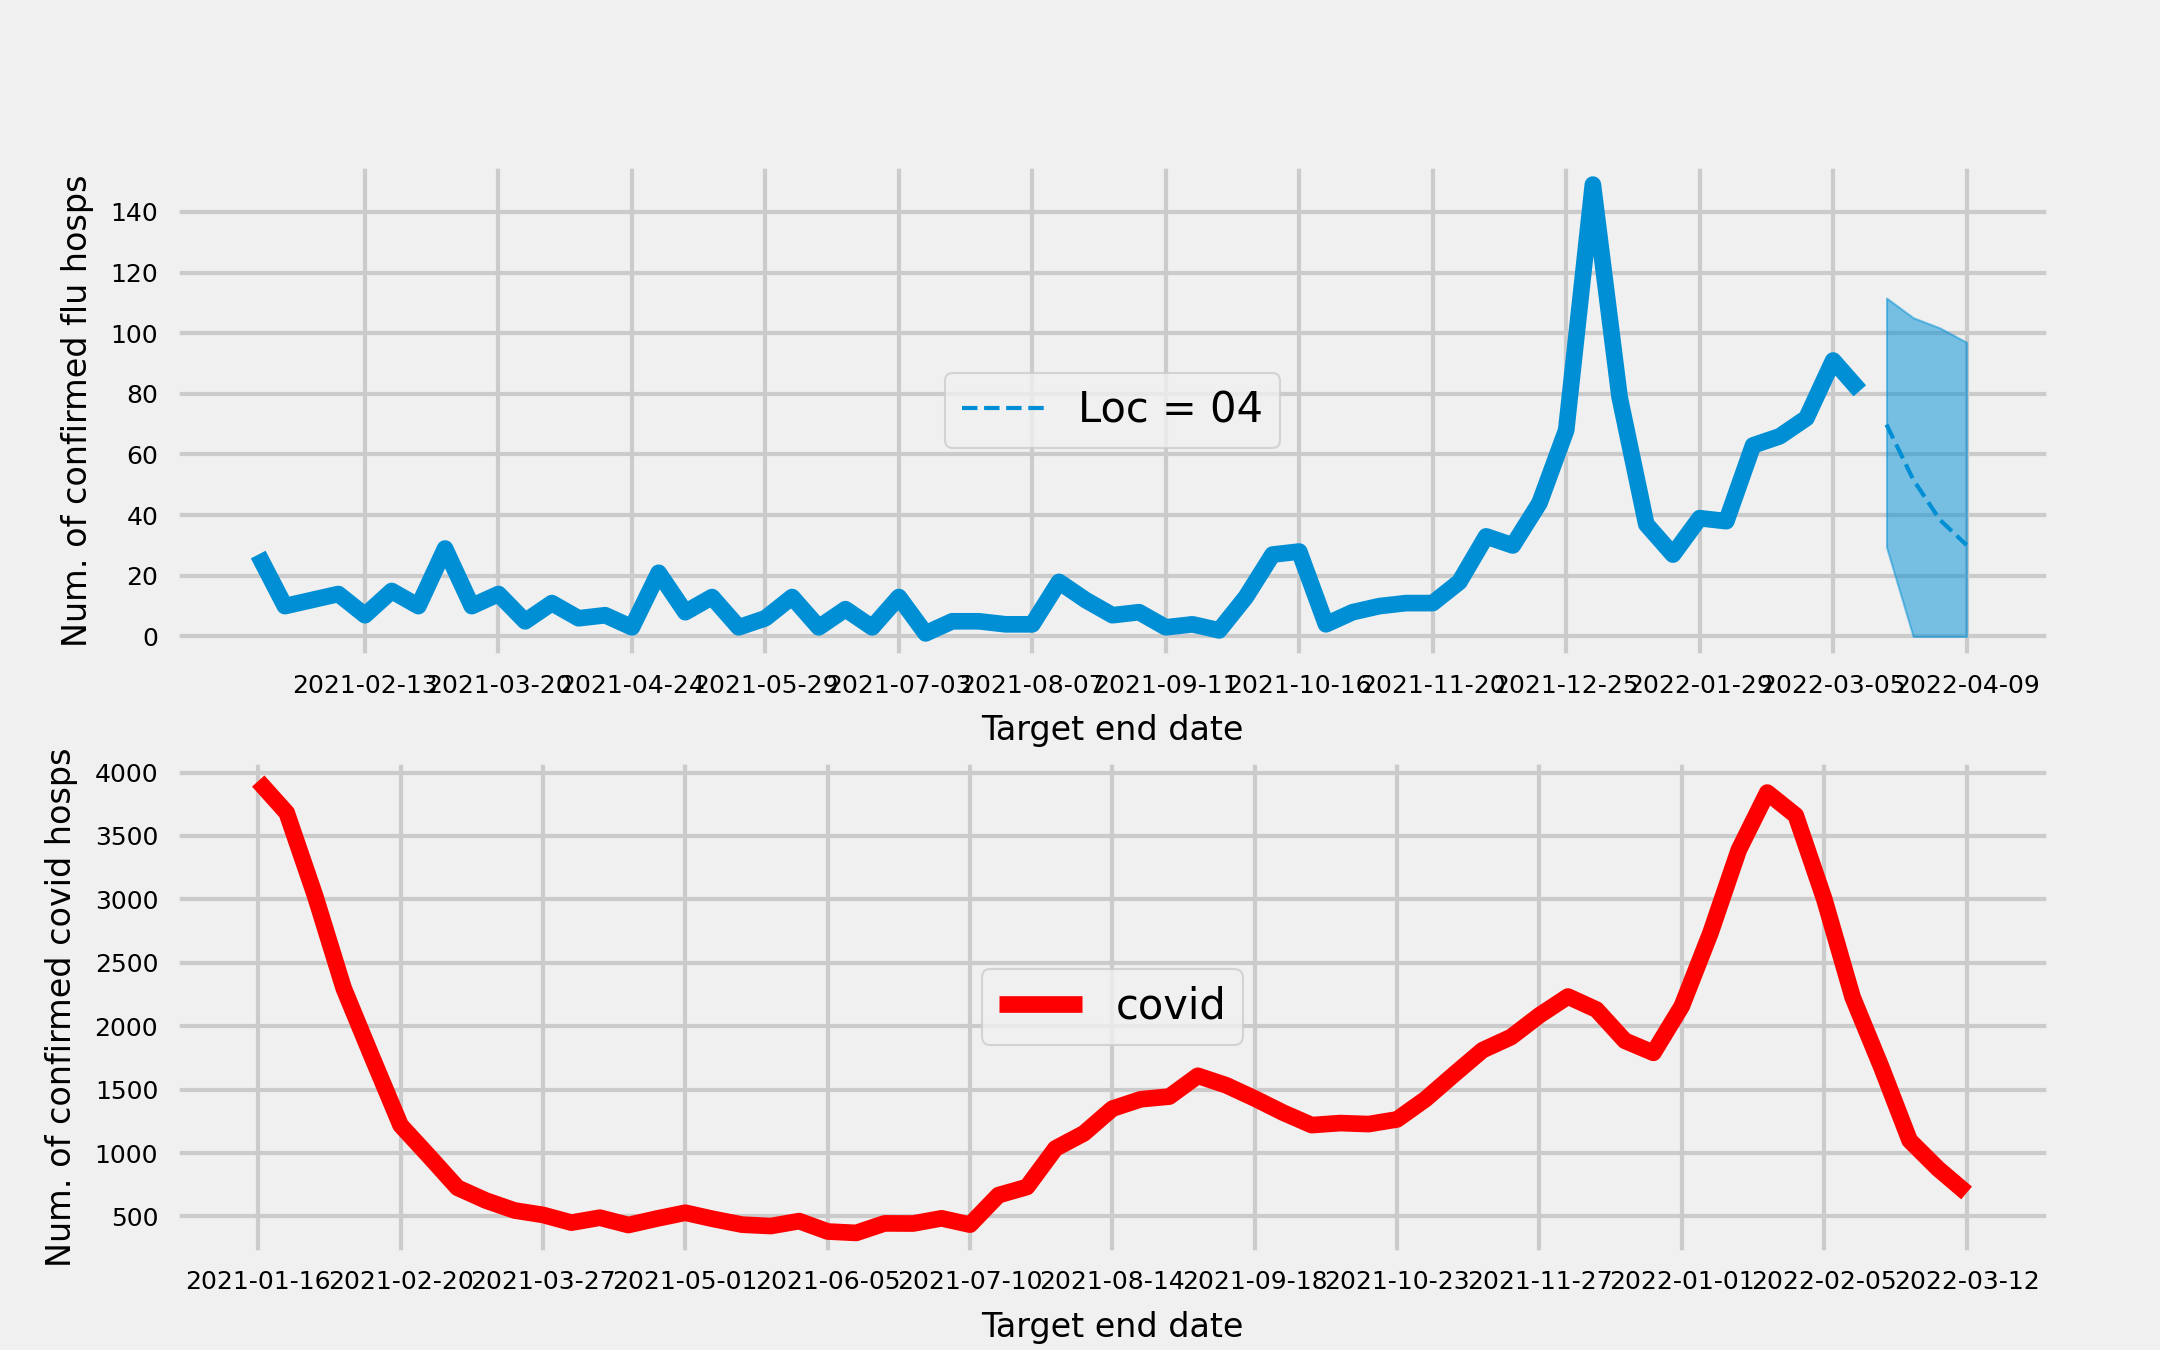 Num. of confirmed flu hosps
140
120
100
80
60
40
20
0
Loc = 04
2021-02-13 2021-03-20 2021-04-24 2021-05-29 2021-07-03 2021-08-07 2021-09-11 2021-10-16 2021-11-20 2021-12-25 2022-01-29 2022-03-05 2022-04-09
Target end date
Num. of confirmed covid hosps
4000
3500
3000
2500
2000
1500
1000
500
covid
2021-01-16 2021-02-20 2021-03-27 2021-05-01 2021-06-05 2021-07-10 2021-08-14 2021-09-18 2021-10-23 2021-11-27 2022-01-01 2022-02-05 2022-03-12
Target end date